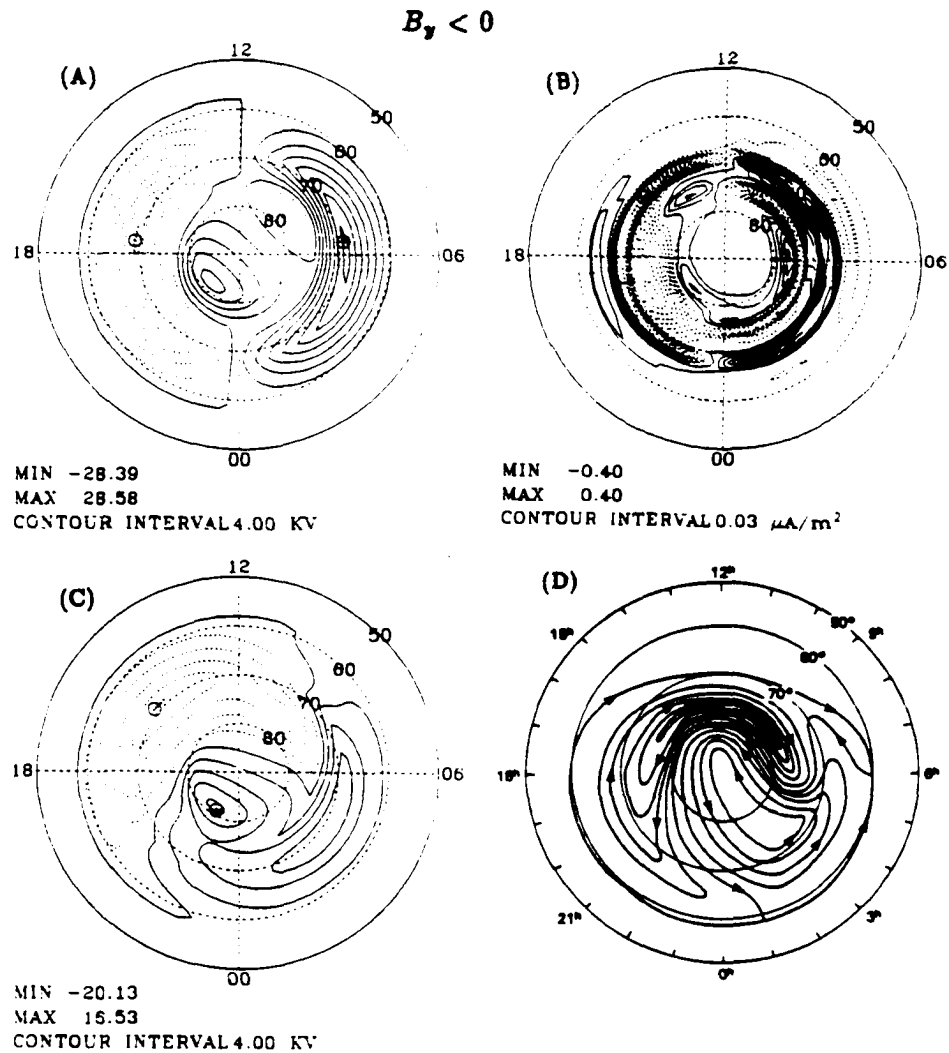 B_y < 0
(A)
12
50
60
70
80
18
06
00
MIN -28.39
MAX 28.58
CONTOUR INTERVAL 4.00 KV
(B)
12
50
60
80
18
06
00
MIN -0.40
MAX 0.40
CONTOUR INTERVAL 0.03 μA/m²
(C)
12
50
60
70
80
18
06
00
MIN -20.13
MAX 16.53
CONTOUR INTERVAL 4.00 KV
(D)
12ʰ
9ʰ
60°
70°
6ʰ
21ʰ
3ʰ
0ʰ